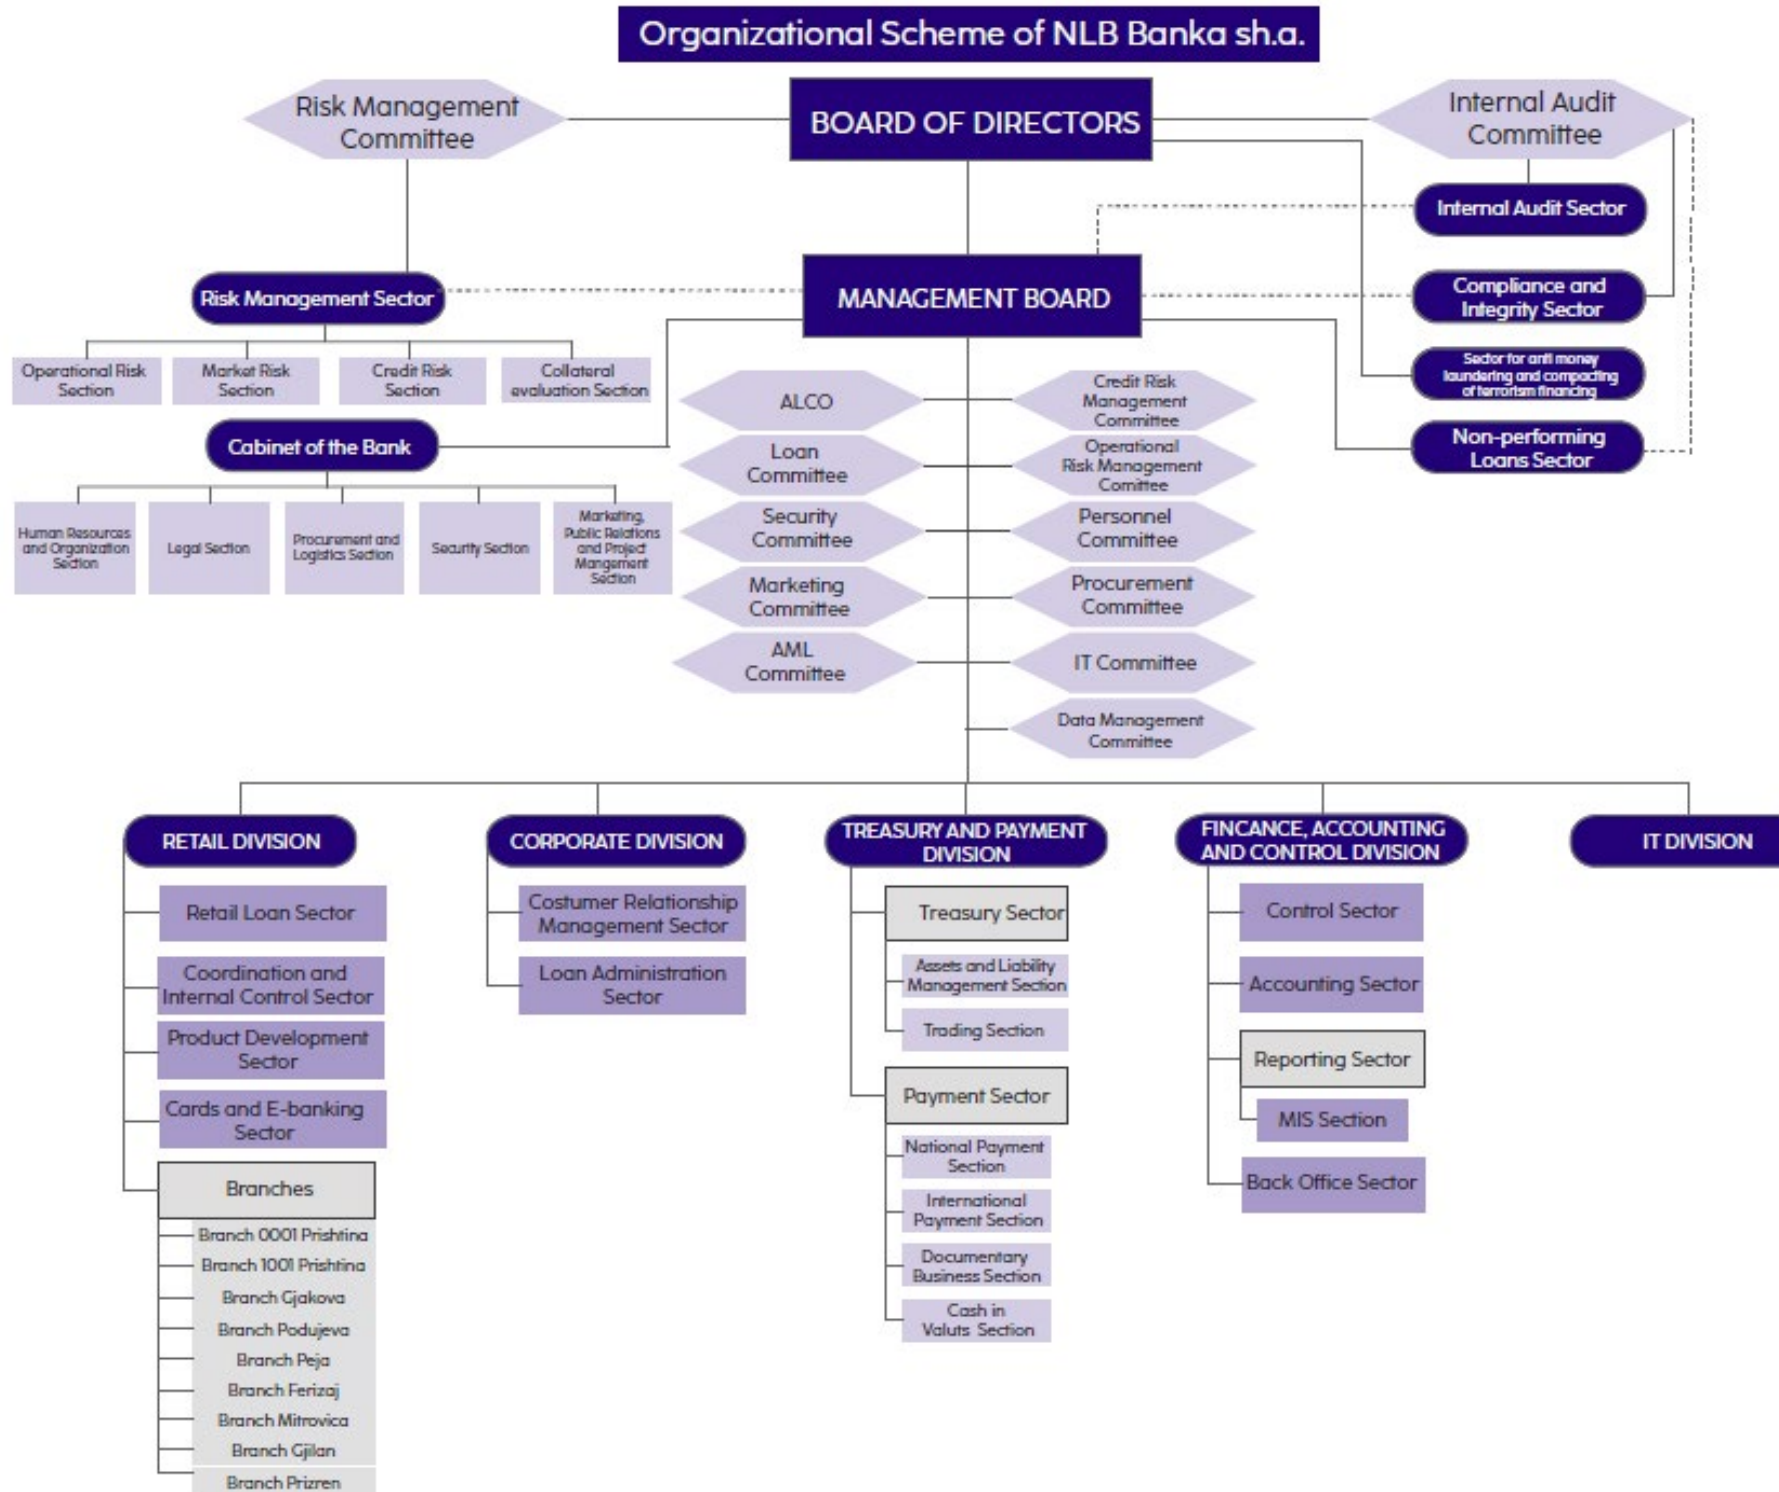 Organizational Scheme of NLB Banka sh.a.
Risk Management
Committee
BOARD OF DIRECTORS
Internal Audit
Committee
Internal Audit Sector
Risk Management Sector
MANAGEMENT BOARD
Compliance and
Integrity Sector
Operational Risk
Section
Market Risk
Section
Credit Risk
Section
Collateral
evaluation Section
Sector for anti money
laundering and compacting
of terrorism financing
Cabinet of the Bank
Non-performing
Loans Sector
Human Resources
and Organization
Section
Legal Section
Procurement and
Logistics Section
Security Section
Marketing,
Public Relations
and Project
Mangement
Section
ALCO
Credit Risk
Management
Committee
Loan
Committee
Operational
Risk Management
Comittee
Security
Committee
Personnel
Committee
Marketing
Committee
Procurement
Committee
AML
Committee
IT Committee
Data Management
Committee
RETAIL DIVISION
Retail Loan Sector
Coordination and
Internal Control Sector
Product Development
Sector
Cards and E-banking
Sector
Branches
Branch 0001 Prishtina
Branch 1001 Prishtina
Branch Gjakova
Branch Podujeva
Branch Peja
Branch Ferizaj
Branch Mitrovica
Branch Gjilan
Branch Prizren
CORPORATE DIVISION
Costumer Relationship
Management Sector
Loan Administration
Sector
TREASURY AND PAYMENT
DIVISION
Treasury Sector
Assets and Liability
Management Section
Trading Section
Payment Sector
National Payment
Section
International
Payment Section
Documentary
Business Section
Cash in
Valuts Section
FINCANCE, ACCOUNTING
AND CONTROL DIVISION
Control Sector
Accounting Sector
Reporting Sector
MIS Section
Back Office Sector
IT DIVISION